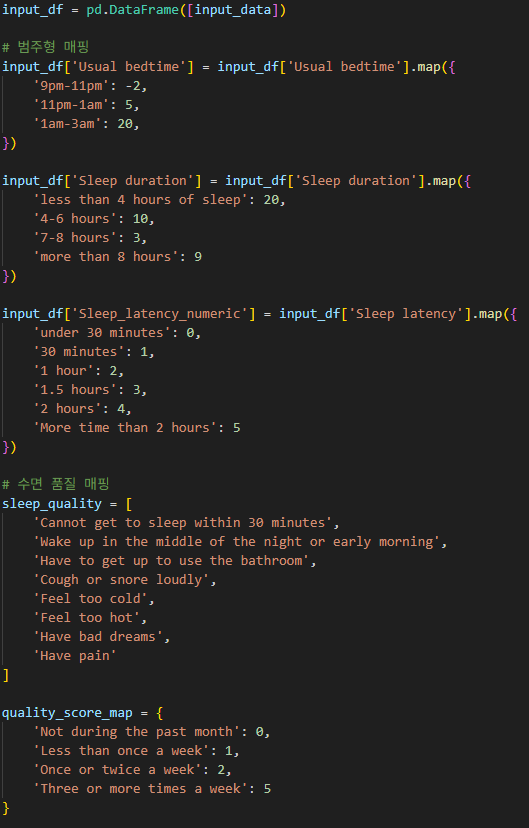 input_df = pd.DataFrame([input_data])
# 범주형 매핑
input_df['Usual bedtime'] = input_df['Usual bedtime'].map({
    '9pm-11pm': -2,
    '11pm-1am': 5,
    '1am-3am': 20,
})
input_df['Sleep duration'] = input_df['Sleep duration'].map({
    'less than 4 hours of sleep': 20,
    '4-6 hours': 10,
    '7-8 hours': 3,
    'more than 8 hours': 9
})
input_df['Sleep_latency_numeric'] = input_df['Sleep latency'].map({
    'under 30 minutes': 0,
    '30 minutes': 1,
    '1 hour': 2,
    '1.5 hours': 3,
    '2 hours': 4,
    'More time than 2 hours': 5
})
# 수면 품질 매핑
sleep_quality = [
    'Cannot get to sleep within 30 minutes',
    'Wake up in the middle of the night or early morning',
    'Have to get up to use the bathroom',
    'Cough or snore loudly',
    'Feel too cold',
    'Feel too hot',
    'Have bad dreams',
    'Have pain'
]
quality_score_map = {
    'Not during the past month': 0,
    'Less than once a week': 1,
    'Once or twice a week': 2,
    'Three or more times a week': 5
}